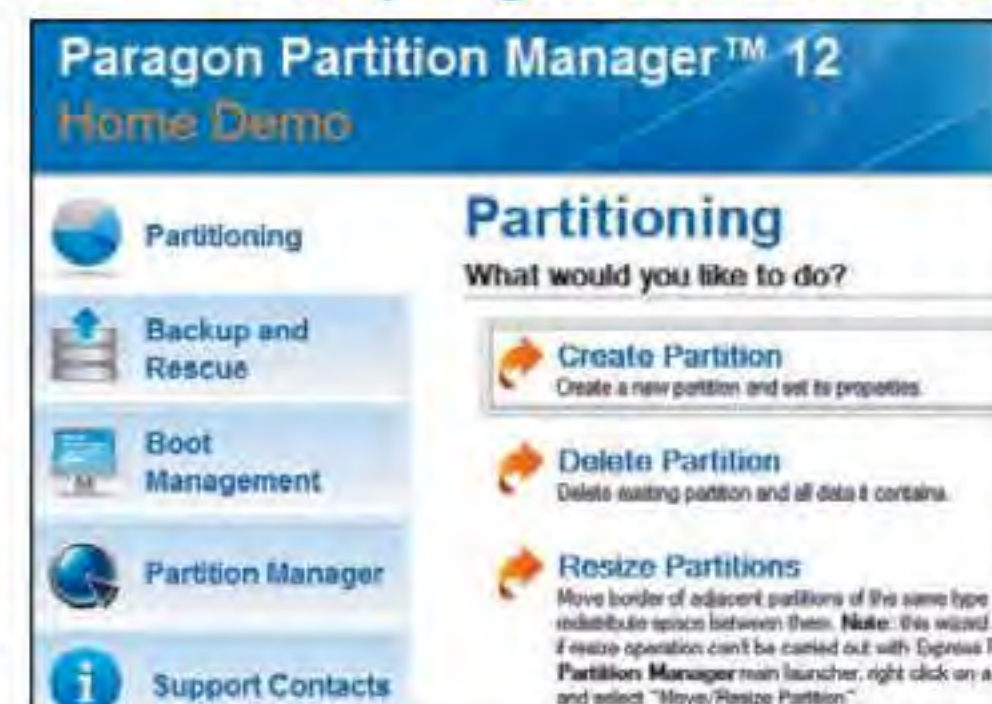 Paragon Partition Manager™ 12
Home Demo
Partitioning
Backup and
Rescue
Boot
Management
Partition Manager
Support Contacts
Partitioning
What would you like to do?
Create Partition
Create a new partition and set its properties.
Delete Partition
Delete existing partition and all data it contains.
Resize Partitions
Move border of adjacent partitions of the same type
redistribute space between them. Note: this wizard
if resize operation can't be carried out with Express
Partition Manager main launcher, right click on a
and select "Move/Resize Partition"